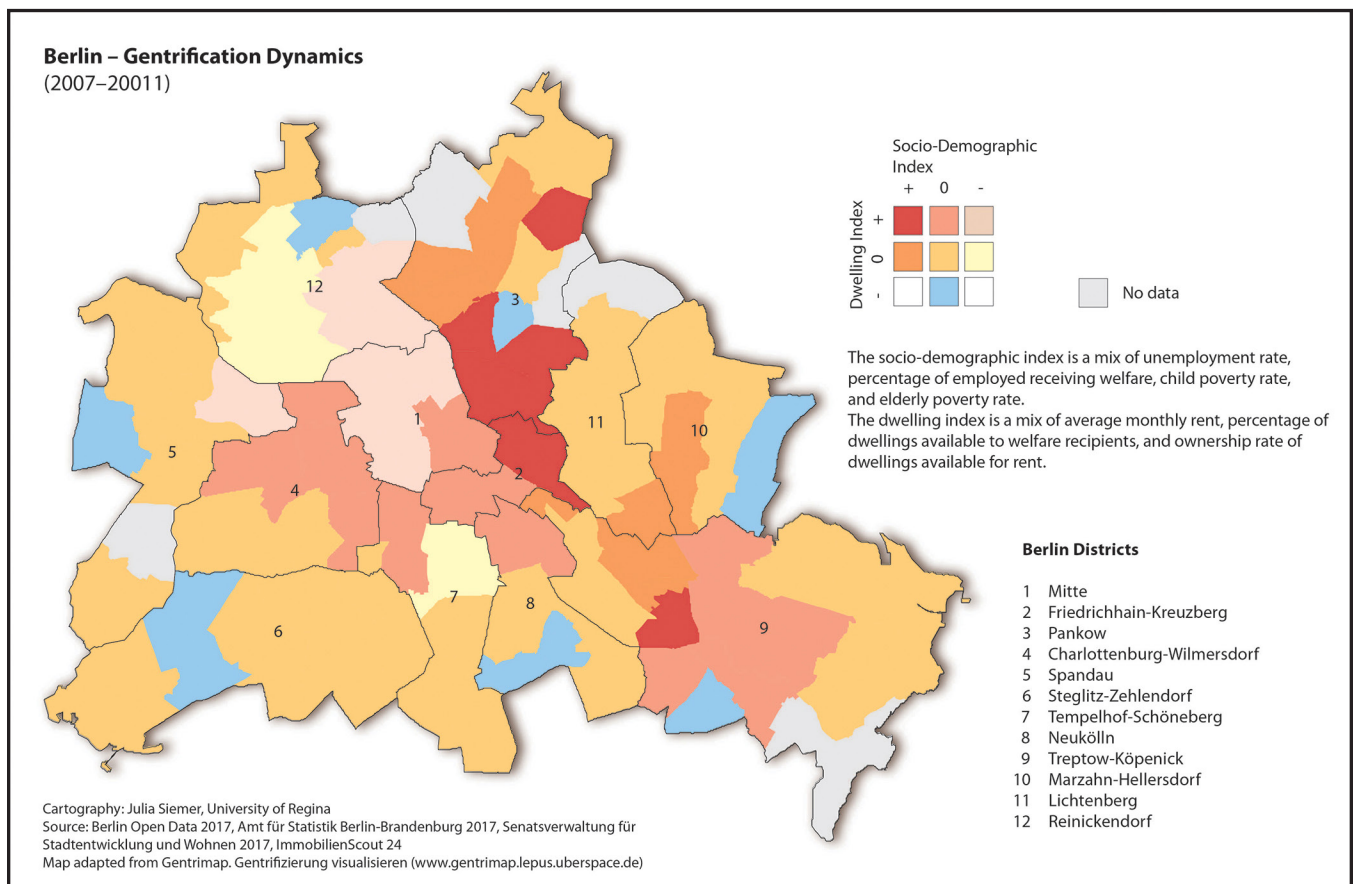 Berlin – Gentrification Dynamics
(2007–20011)
Socio-Demographic
Index
+ 0 -
Dwelling Index
+
0
-
No data
The socio-demographic index is a mix of unemployment rate,
percentage of employed receiving welfare, child poverty rate,
and elderly poverty rate.
The dwelling index is a mix of average monthly rent, percentage of
dwellings available to welfare recipients, and ownership rate of
dwellings available for rent.
12
3
1
11
10
5
2
4
7
8
6
9
Berlin Districts
1 Mitte
2 Friedrichhain-Kreuzberg
3 Pankow
4 Charlottenburg-Wilmersdorf
5 Spandau
6 Steglitz-Zehlendorf
7 Tempelhof-Schöneberg
8 Neukölln
9 Treptow-Köpenick
10 Marzahn-Hellersdorf
11 Lichtenberg
12 Reinickendorf
Cartography: Julia Siemer, University of Regina
Source: Berlin Open Data 2017, Amt für Statistik Berlin-Brandenburg 2017, Senatsverwaltung für
Stadtentwicklung und Wohnen 2017, ImmobilienScout 24
Map adapted from Gentrimap. Gentrifizierung visualisieren (www.gentrimap.lepus.uberspace.de)